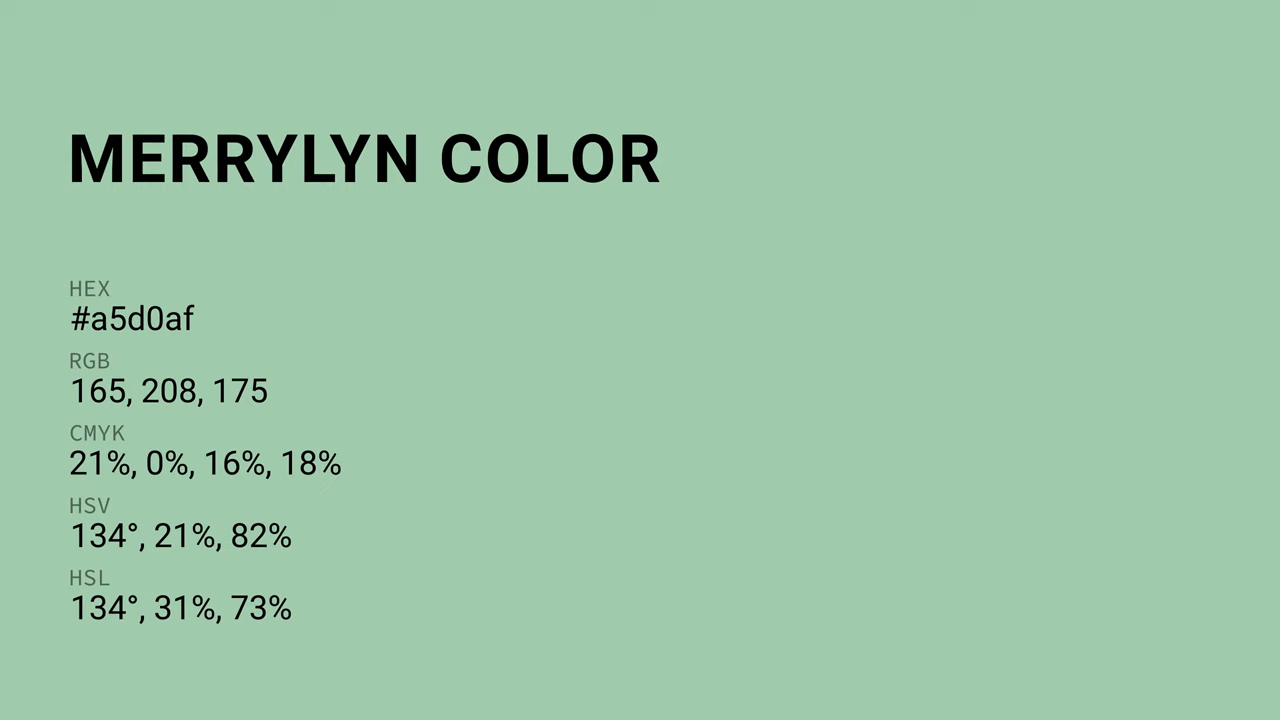 MERRYLYN COLOR
HEX
#a5d0af
RGB
165, 208, 175
CMYK
21%, 0%, 16%, 18%
HSV
134°, 21%, 82%
HSL
134°, 31%, 73%